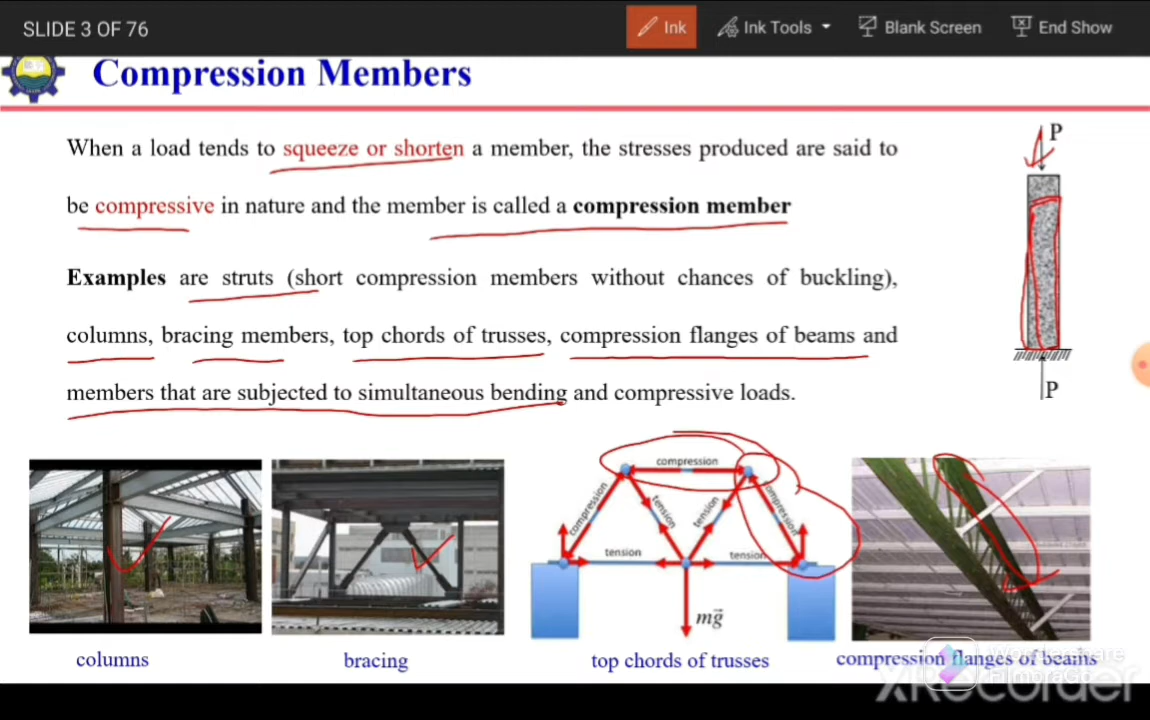 SLIDE 3 OF 76
Ink
Ink Tools
Blank Screen
End Show
Compression Members
When a load tends to squeeze or shorten a member, the stresses produced are said to
be compressive in nature and the member is called a compression member
Examples are struts (short compression members without chances of buckling),
columns, bracing members, top chords of trusses, compression flanges of beams and
members that are subjected to simultaneous bending and compressive loads.
P
P
compression
compression
tension
tension
compression
tension
tension
mg⃗
columns
bracing
top chords of trusses
compression flanges of beams
Wondershare
FilmoraGo
XRecorder